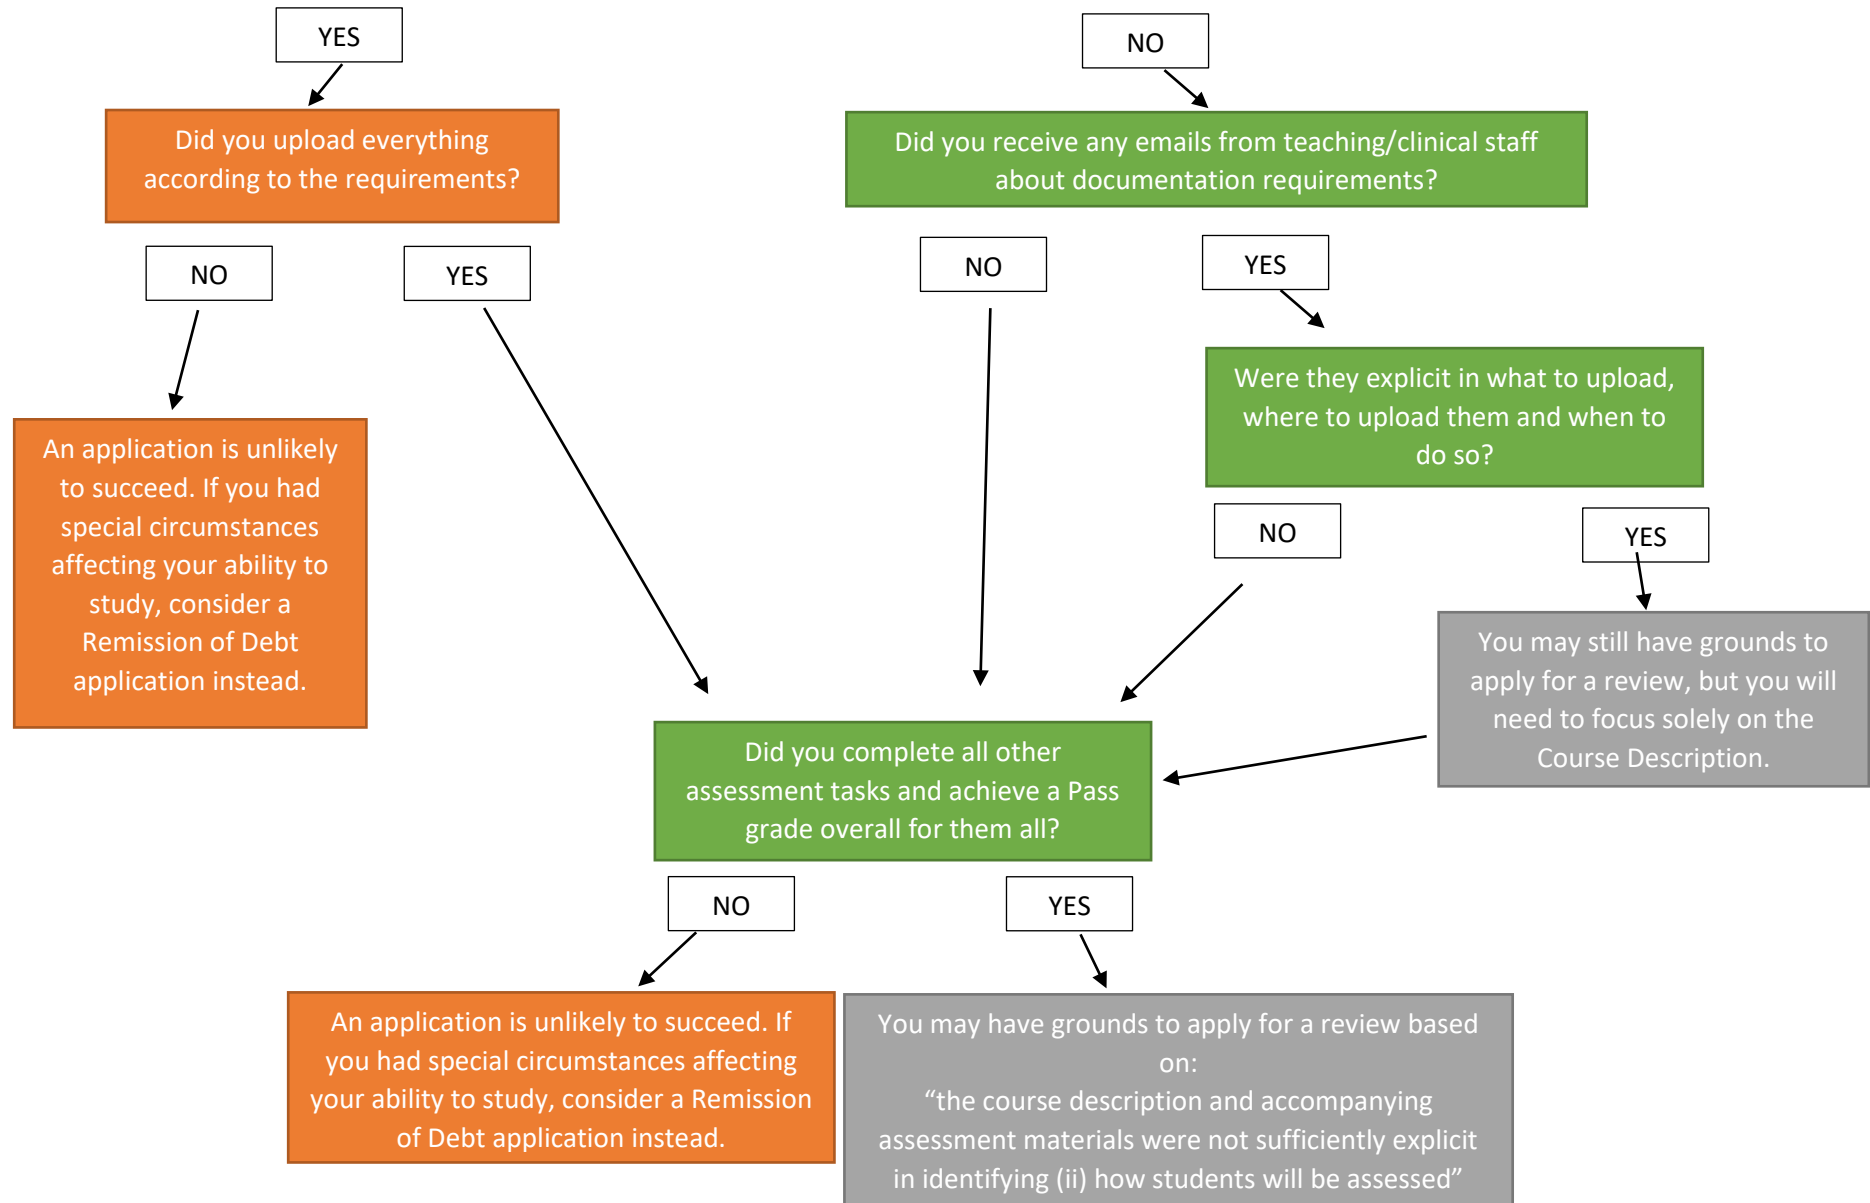 YES
NO
Did you upload everything
according to the requirements?
Did you receive any emails from teaching/clinical staff
about documentation requirements?
NO
YES
NO
YES
Were they explicit in what to upload,
where to upload them and when to
do so?
An application is unlikely
to succeed. If you had
special circumstances
affecting your ability to
study, consider a
Remission of Debt
application instead.
NO
YES
You may still have grounds to
apply for a review, but you will
need to focus solely on the
Course Description.
Did you complete all other
assessment tasks and achieve a Pass
grade overall for them all?
NO
YES
An application is unlikely to succeed. If
you had special circumstances affecting
your ability to study, consider a Remission
of Debt application instead.
You may have grounds to apply for a review based
on:
“the course description and accompanying
assessment materials were not sufficiently explicit
in identifying (ii) how students will be assessed”